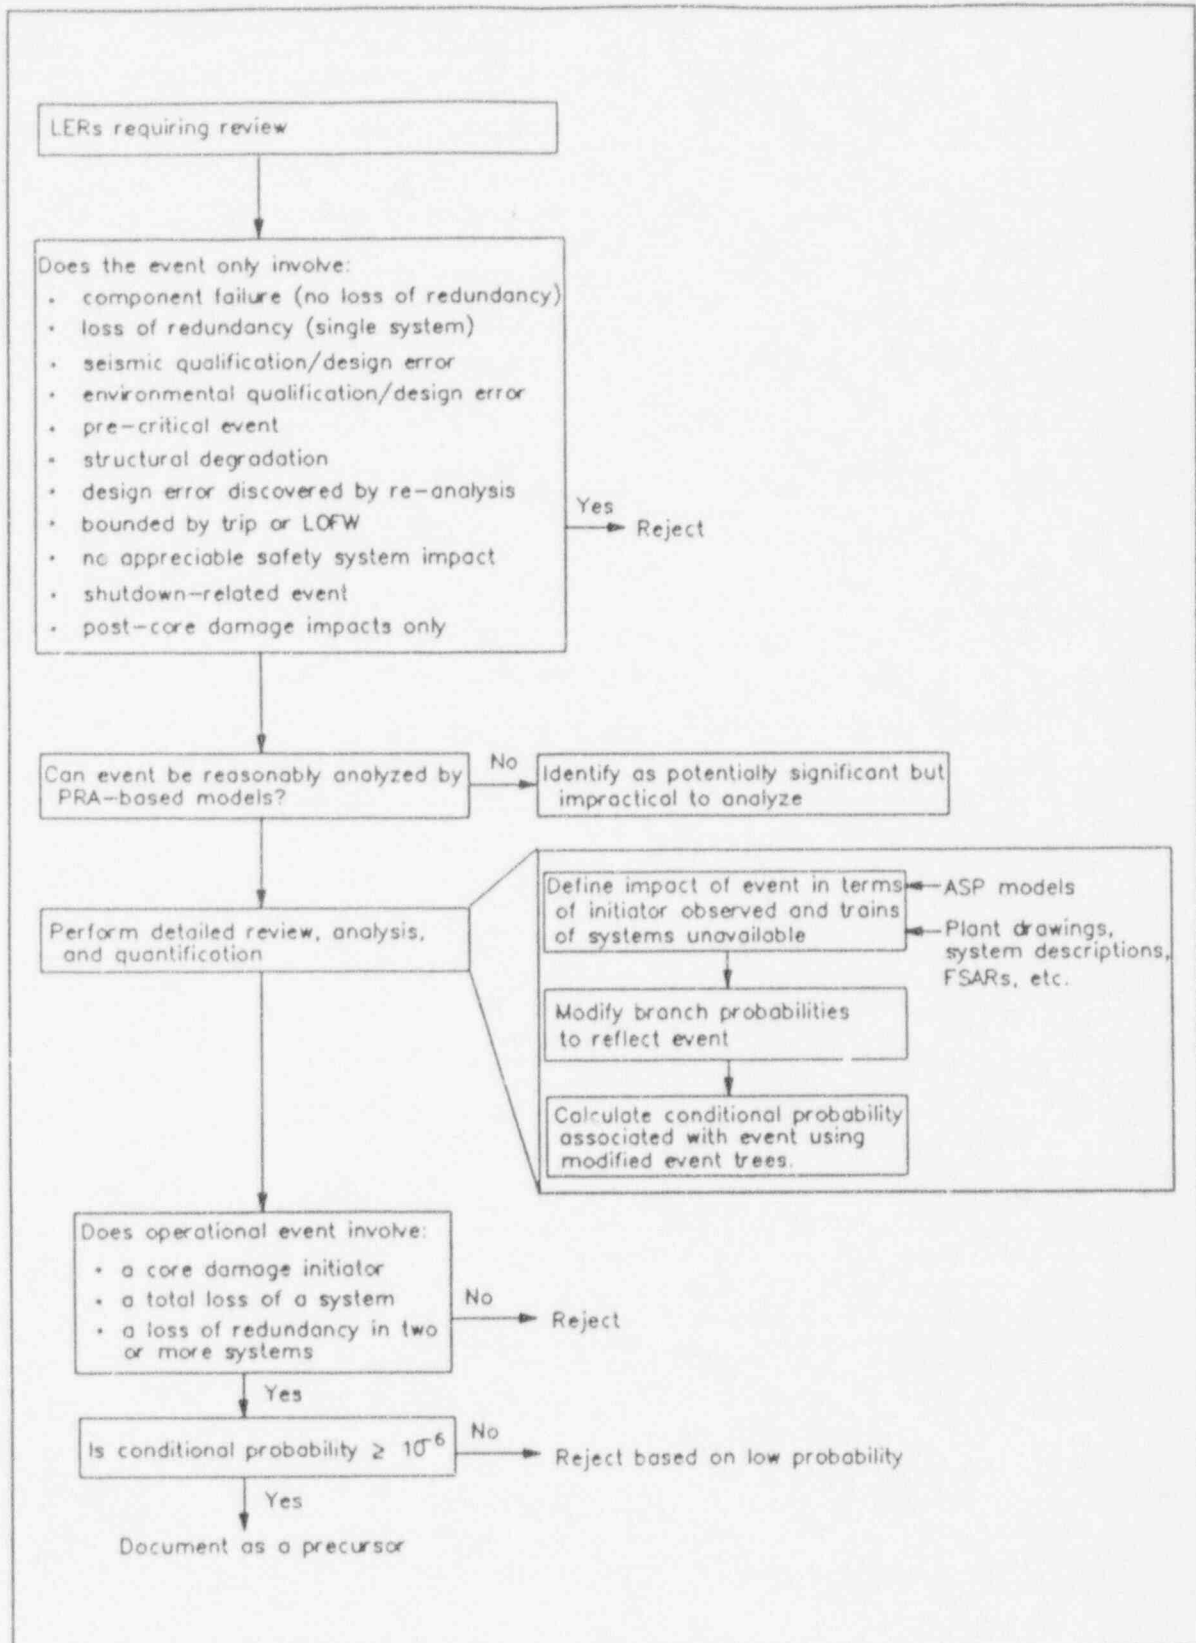 LERs requiring review
Does the event only involve:
· component failure (no loss of redundancy)
· loss of redundancy (single system)
· seismic qualification/design error
· environmental qualification/design error
· pre-critical event
· structural degradation
· design error discovered by re-analysis
· bounded by trip or LOFW
· no appreciable safety system impact
· shutdown-related event
· post-core damage impacts only
Yes
Reject
Can event be reasonably analyzed by
PRA-based models?
No
Identify as potentially significant but
impractical to analyze
Perform detailed review, analysis,
and quantification
Define impact of event in terms
of initiator observed and trains
of systems unavailable
ASP models
Plant drawings,
system descriptions,
FSARs, etc.
Modify branch probabilities
to reflect event
Calculate conditional probability
associated with event using
modified event trees.
Does operational event involve:
· a core damage initiator
· a total loss of a system
· a loss of redundancy in two
or more systems
No
Reject
Yes
Is conditional probability ≥ 10⁻⁶
No
Reject based on low probability
Yes
Document as a precursor